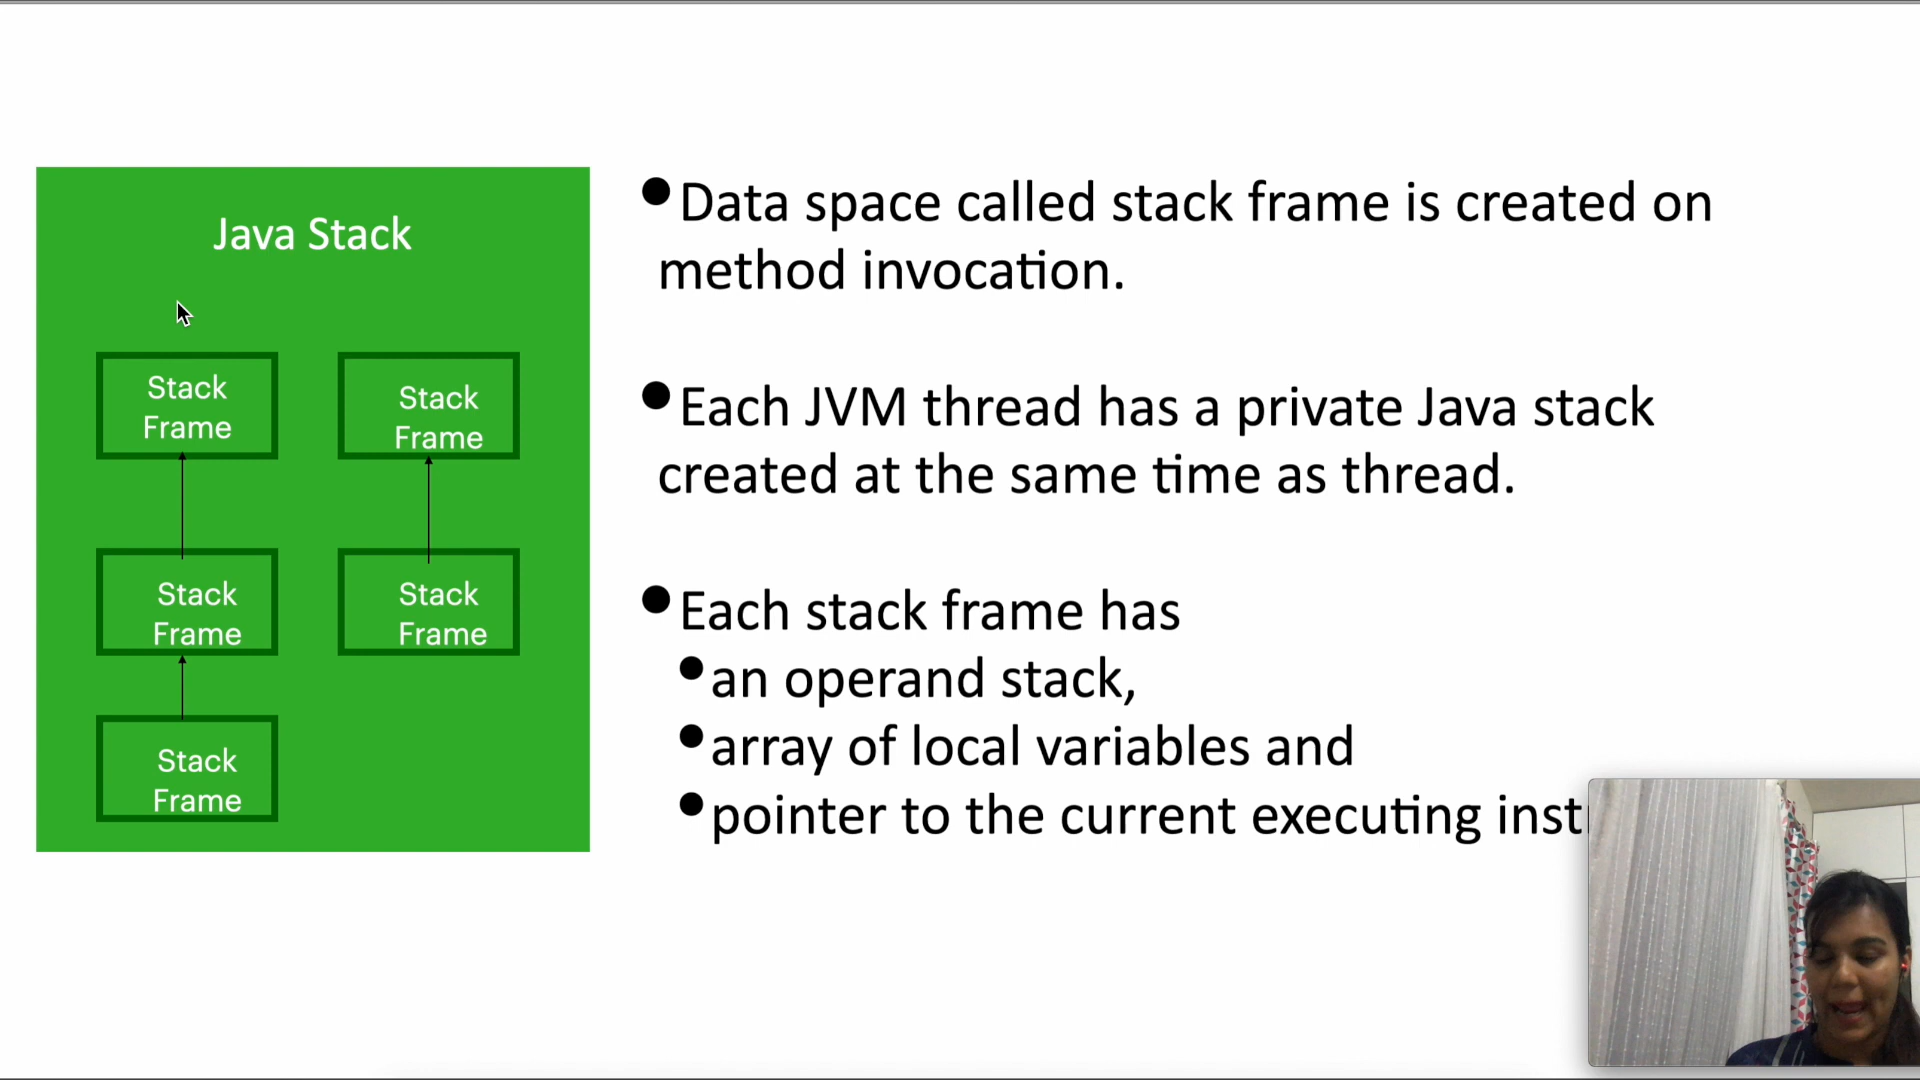 Java Stack
Stack
Frame
Stack
Frame
Stack
Frame
Stack
Frame
Stack
Frame
•Data space called stack frame is created on
method invocation.
•Each JVM thread has a private Java stack
created at the same time as thread.
•Each stack frame has
•an operand stack,
•array of local variables and
•pointer to the current executing